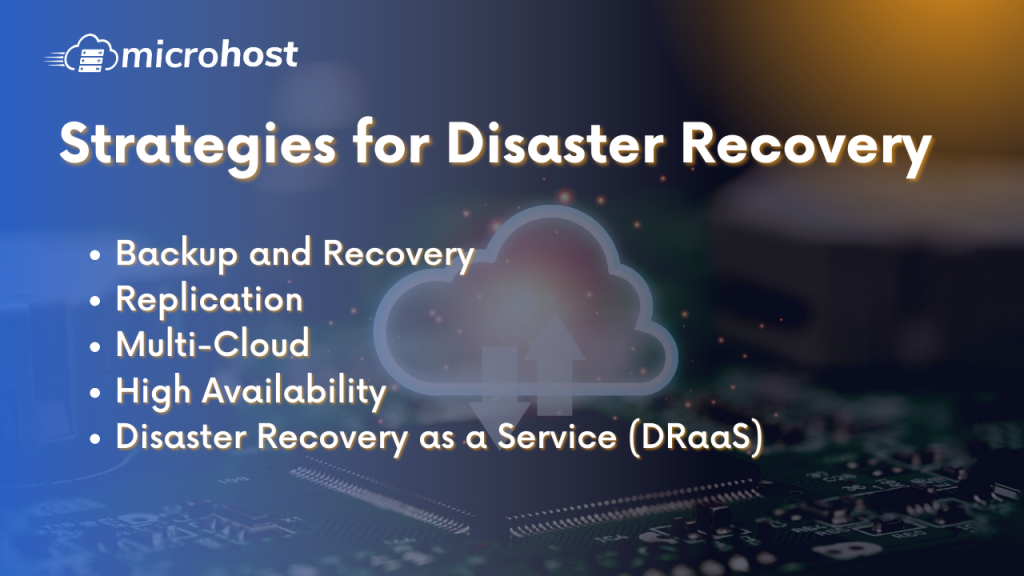 microhost
Strategies for Disaster Recovery
• Backup and Recovery
• Replication
• Multi-Cloud
• High Availability
• Disaster Recovery as a Service (DRaaS)